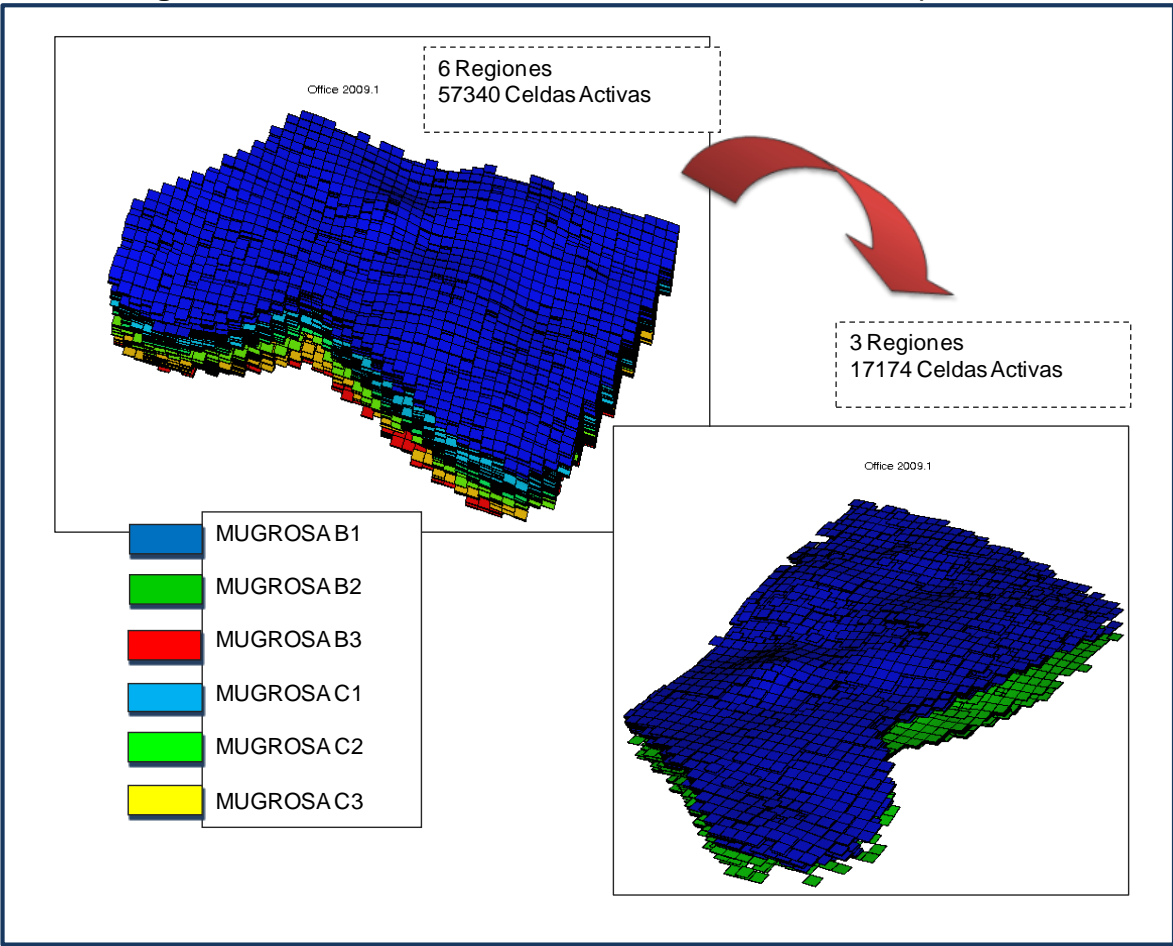 6 Regiones
57340 Celdas Activas
Office 2009.1
3 Regiones
17174 Celdas Activas
Office 2009.1
MUGROSA B1
MUGROSA B2
MUGROSA B3
MUGROSA C1
MUGROSA C2
MUGROSA C3